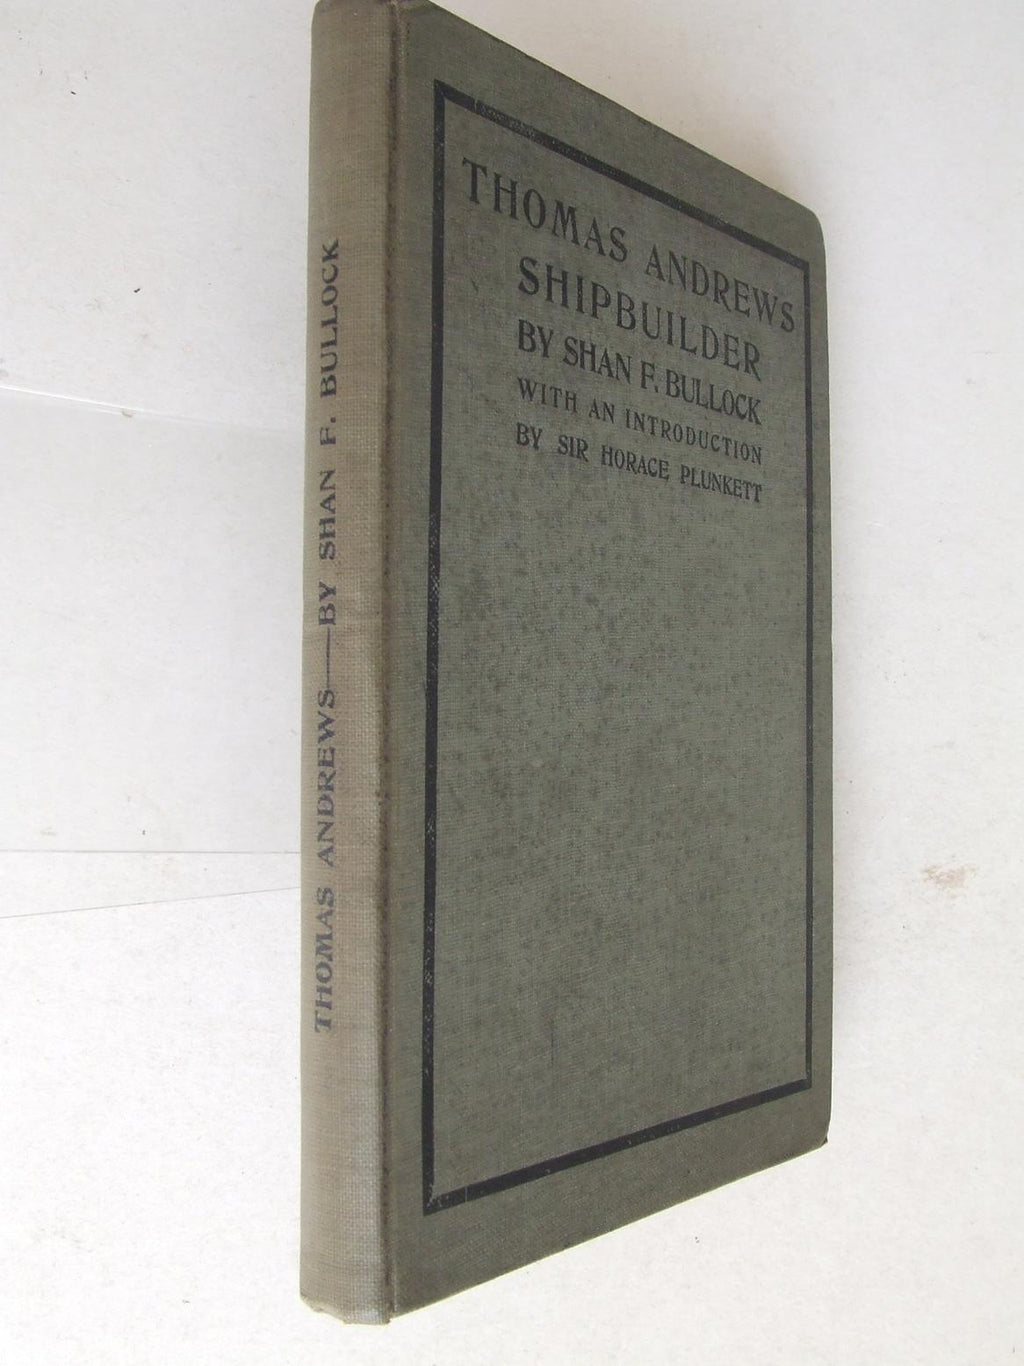 THOMAS ANDREWS——BY SHAN F. BULLOCK
THOMAS ANDREWS
SHIPBUILDER
BY SHAN F. BULLOCK
WITH AN INTRODUCTION
BY SIR HORACE PLUNKETT